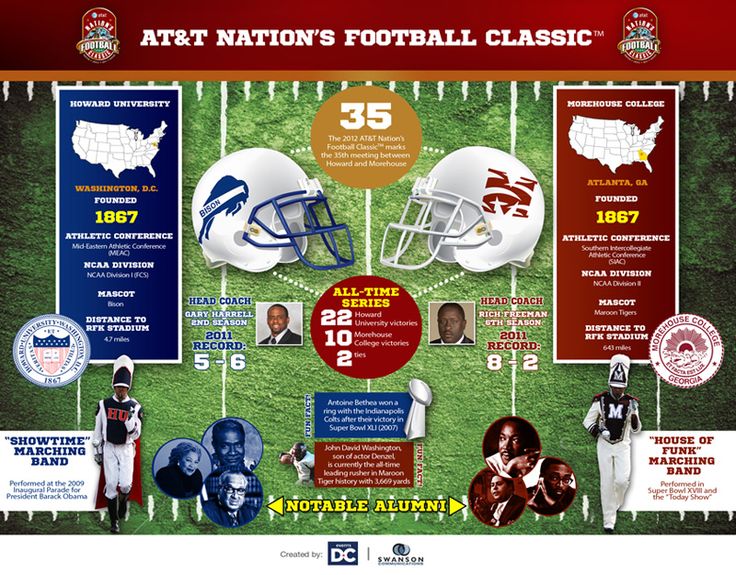 AT&T NATION'S FOOTBALL CLASSIC™
at&t
NATION'S
FOOTBALL
CLASSIC
at&t
NATION'S
FOOTBALL
CLASSIC
HOWARD UNIVERSITY
WASHINGTON, D.C.
FOUNDED
1867
ATHLETIC CONFERENCE
Mid-Eastern Athletic Conference
(MEAC)
NCAA DIVISION
NCAA Division I (FCS)
MASCOT
Bison
DISTANCE TO
RFK STADIUM
4.7 miles
35
The 2012 AT&T Nation's
Football Classic™ marks
the 35th meeting between
Howard and Morehouse
BISON
M
MOREHOUSE COLLEGE
ATLANTA, GA
FOUNDED
1867
ATHLETIC CONFERENCE
Southern Intercollegiate
Athletic Conference
(SIAC)
NCAA DIVISION
NCAA Division II
MASCOT
Maroon Tigers
DISTANCE TO
RFK STADIUM
643 miles
HEAD COACH
GARY HARRELL
2ND SEASON
2011
RECORD:
5 - 6
ALL-TIME
SERIES
22 Howard
University victories
10 Morehouse
College victories
2 ties
HEAD COACH
RICH FREEMAN
6TH SEASON
2011
RECORD:
8 - 2
HOWARD·UNIVERSITY·WASHINGTON, D.C.
1867
MOREHOUSE COLLEGE
ET FACTA EST LUX
GEORGIA
FUN FACT!
Antoine Bethea won a
ring with the Indianapolis
Colts after their victory in
Super Bowl XLI (2007)
John David Washington,
son of actor Denzel,
is currently the all-time
leading rusher in Maroon
Tiger history with 3,669 yards
FUN FACT!
"SHOWTIME"
MARCHING
BAND
Performed at the 2009
Inaugural Parade for
President Barack Obama
HU
NOTABLE ALUMNI
M
"HOUSE OF
FUNK"
MARCHING
BAND
Performed in
Super Bowl XVIII and
the "Today Show"
Created by:
events
DC
SWANSON
COMMUNICATIONS